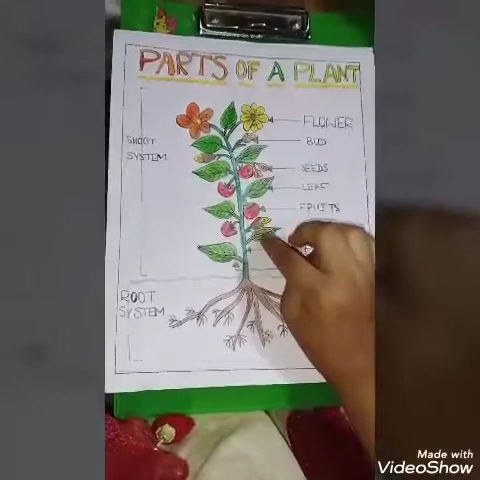 PARTS OF A PLANT
FLOWER
BUD
SHOOT
SYSTEM
SEEDS
LEAF
FRUITS
ROOT
SYSTEM
Made with
VideoShow